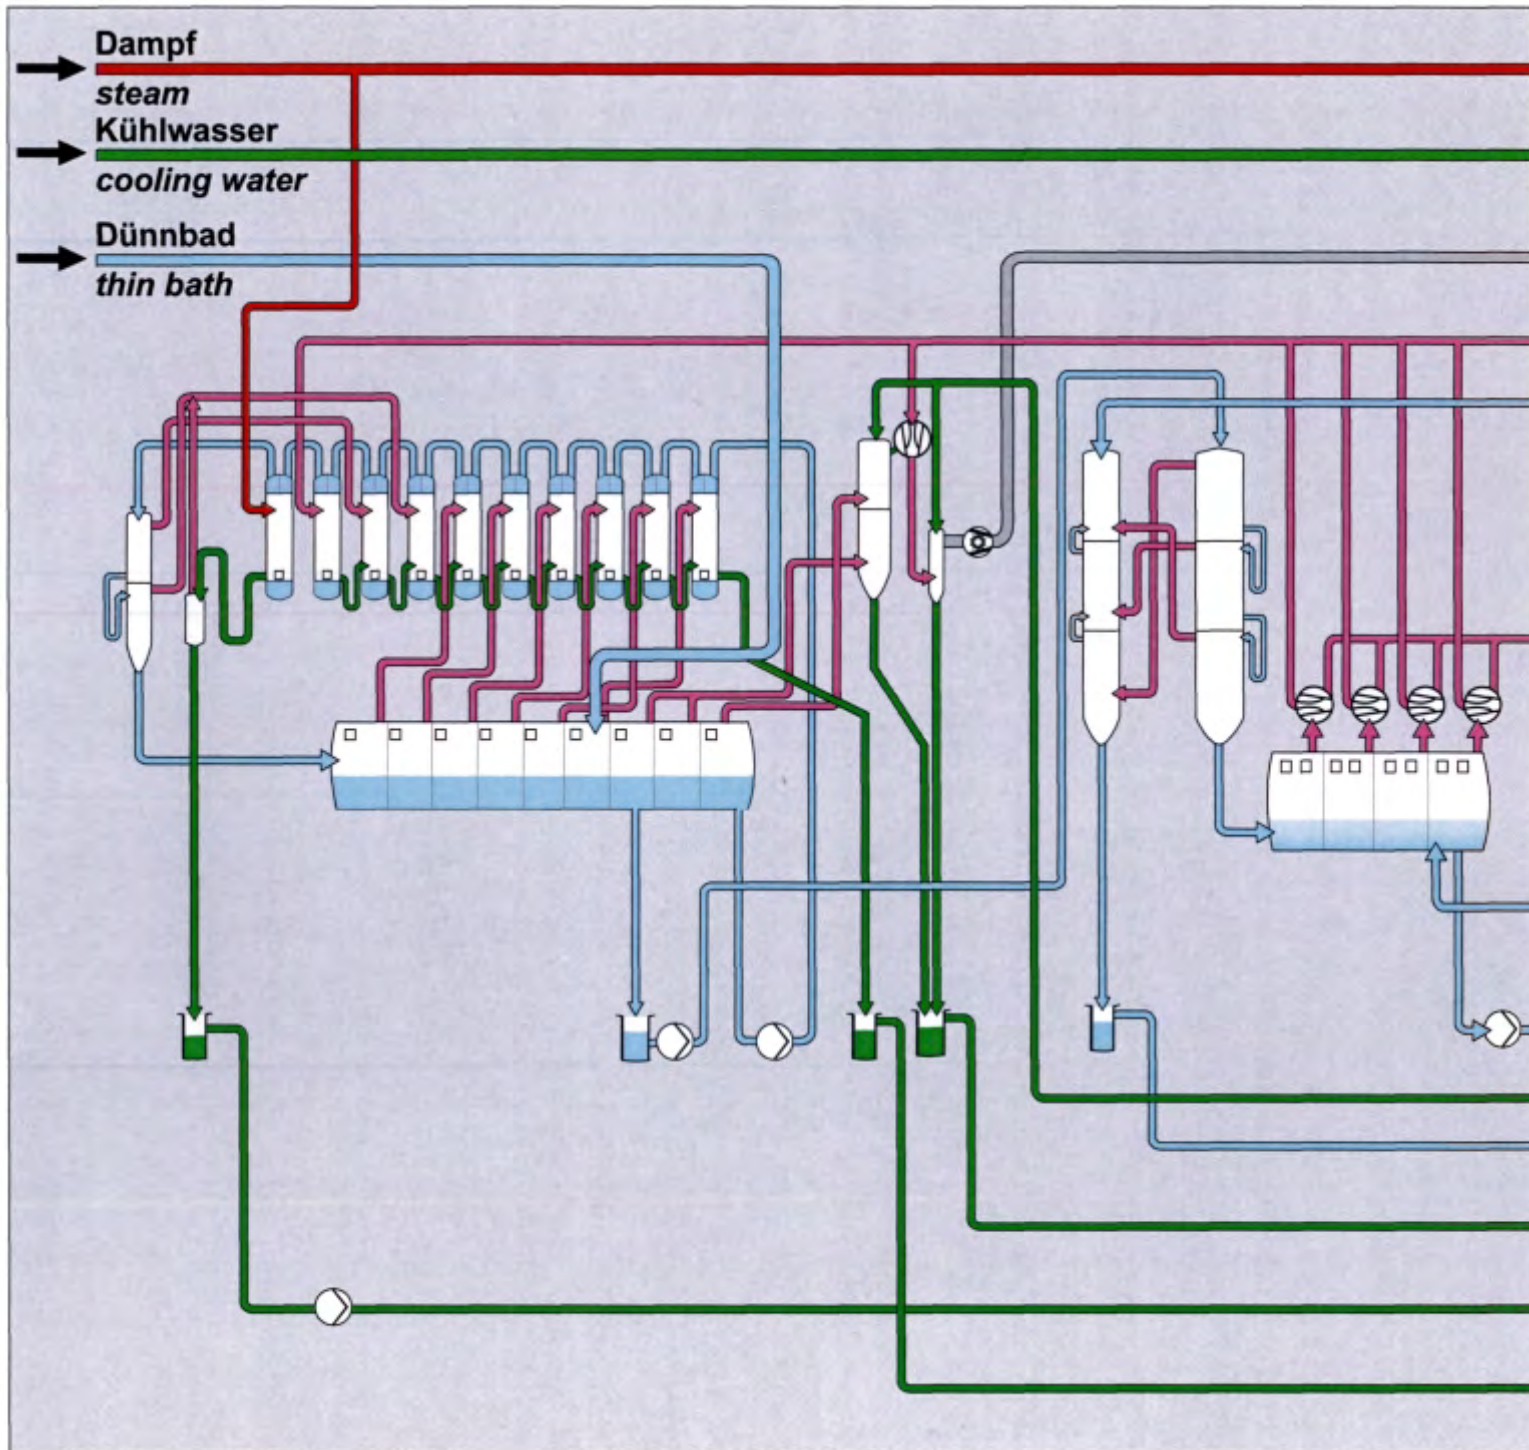 Dampf
steam
Kühlwasser
cooling water
Dünnbad
thin bath